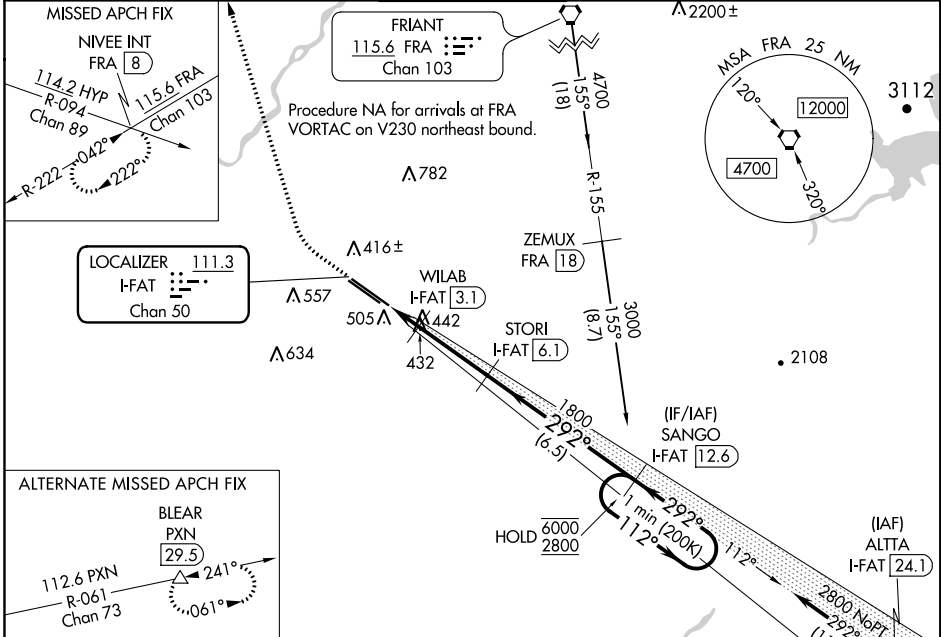 MISSED APCH FIX
NIVEE INT
FRA 8
114.2 HYP
R-094
Chan 89
115.6 FRA
Chan 103
R-222
042°
222°
FRIANT
115.6 FRA
Chan 103
Procedure NA for arrivals at FRA
VORTAC on V230 northeast bound.
4700
155°
(18)
R-155
2200±
MSA FRA 25 NM
120°
12000
4700
320°
3112
782
ZEMUX
FRA 18
3000
155°
(8.7)
416±
LOCALIZER 111.3
I-FAT
Chan 50
557
505
634
WILAB
I-FAT 3.1
442
432
STORI
I-FAT 6.1
2108
1800
292°
(6.5)
(IF/IAF)
SANGO
I-FAT 12.6
HOLD 6000
2800
1 min (200K)
292°
112°
112°
(IAF)
ALTTA
I-FAT 24.1
2800 NoPT
292°
ALTERNATE MISSED APCH FIX
BLEAR
PXN
29.5
112.6 PXN
R-061
Chan 73
241°
061°